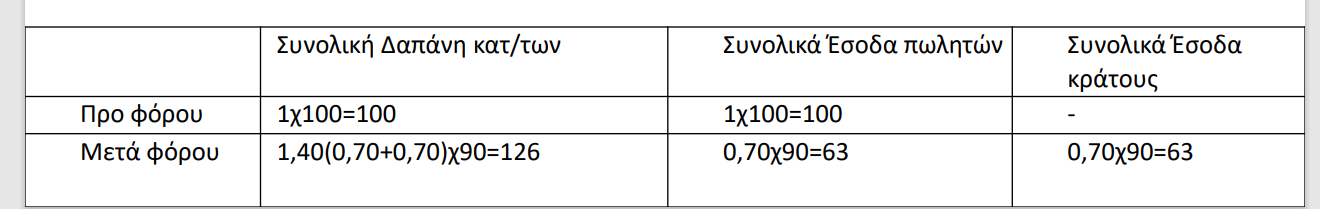 Συνολική Δαπάνη κατ/των Συνολικά Έσοδα πωλητών Συνολικά Έσοδα
κράτους
Προ φόρου 1χ100=100 1χ100=100 -
Μετά φόρου 1,40(0,70+0,70)χ90=126 0,70χ90=63 0,70χ90=63